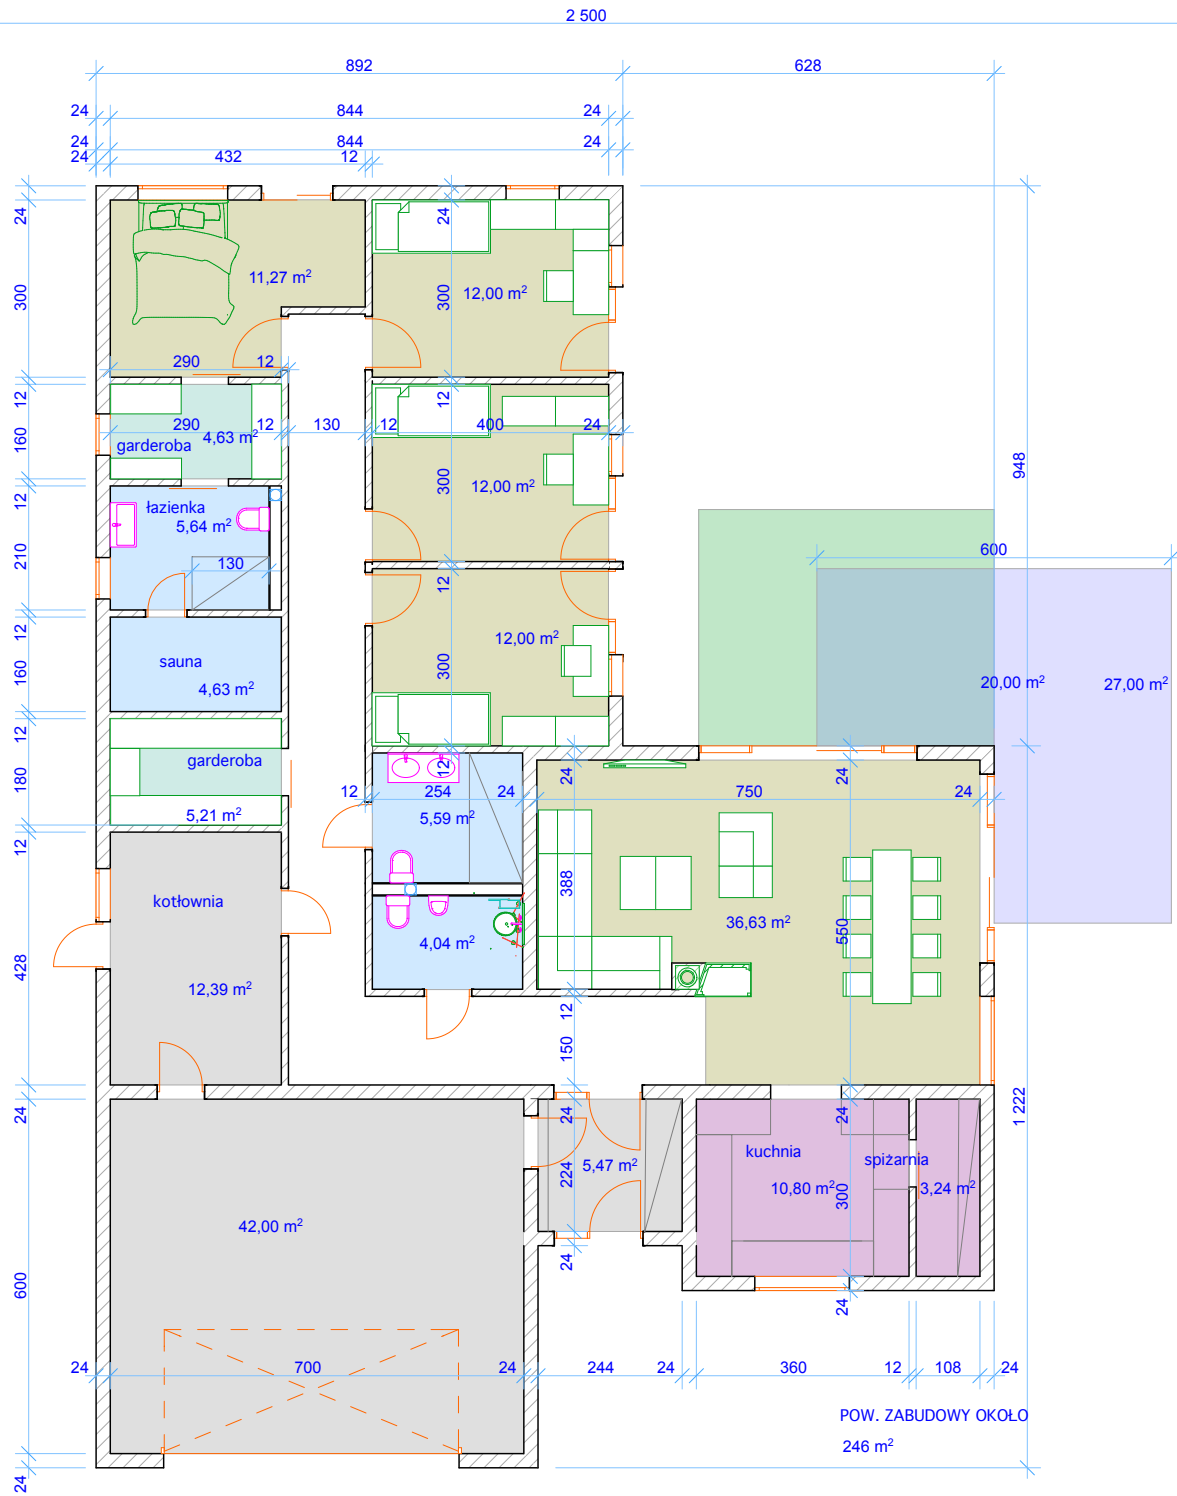 2 500
892
628
24
844
24
24
844
24
24
432
12
24
24
11,27 m²
300
300
12,00 m²
290
12
12
12
290
12
130
12
400
24
160
garderoba
4,63 m²
948
12
300
12,00 m²
łazienka
5,64 m²
210
130
600
12
12
12,00 m²
160
sauna
4,63 m²
300
20,00 m²
27,00 m²
12
garderoba
12
24
24
180
12
254
24
750
24
5,21 m²
5,59 m²
12
388
kotłownia
36,63 m²
550
4,04 m²
428
12,39 m²
12
150
24
24
24
1 222
kuchnia
spiżarnia
224
5,47 m²
10,80 m²
300
3,24 m²
42,00 m²
24
600
24
24
700
24
244
24
360
12
108
24
POW. ZABUDOWY OKOŁO
246 m²
24